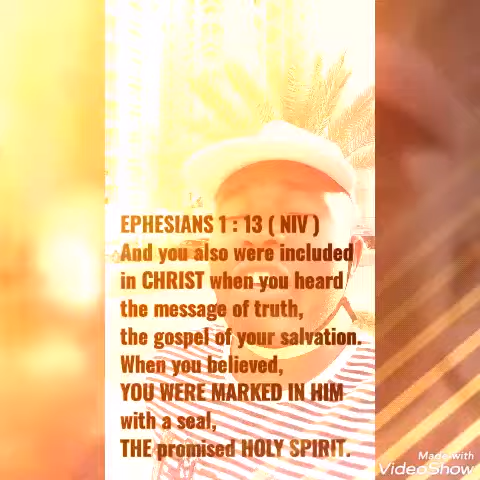 EPHESIANS 1 : 13 ( NIV )
And you also were included
in CHRIST when you heard
the message of truth,
the gospel of your salvation.
When you believed,
YOU WERE MARKED IN HIM
with a seal,
THE promised HOLY SPIRIT.
Made with
VideoShow